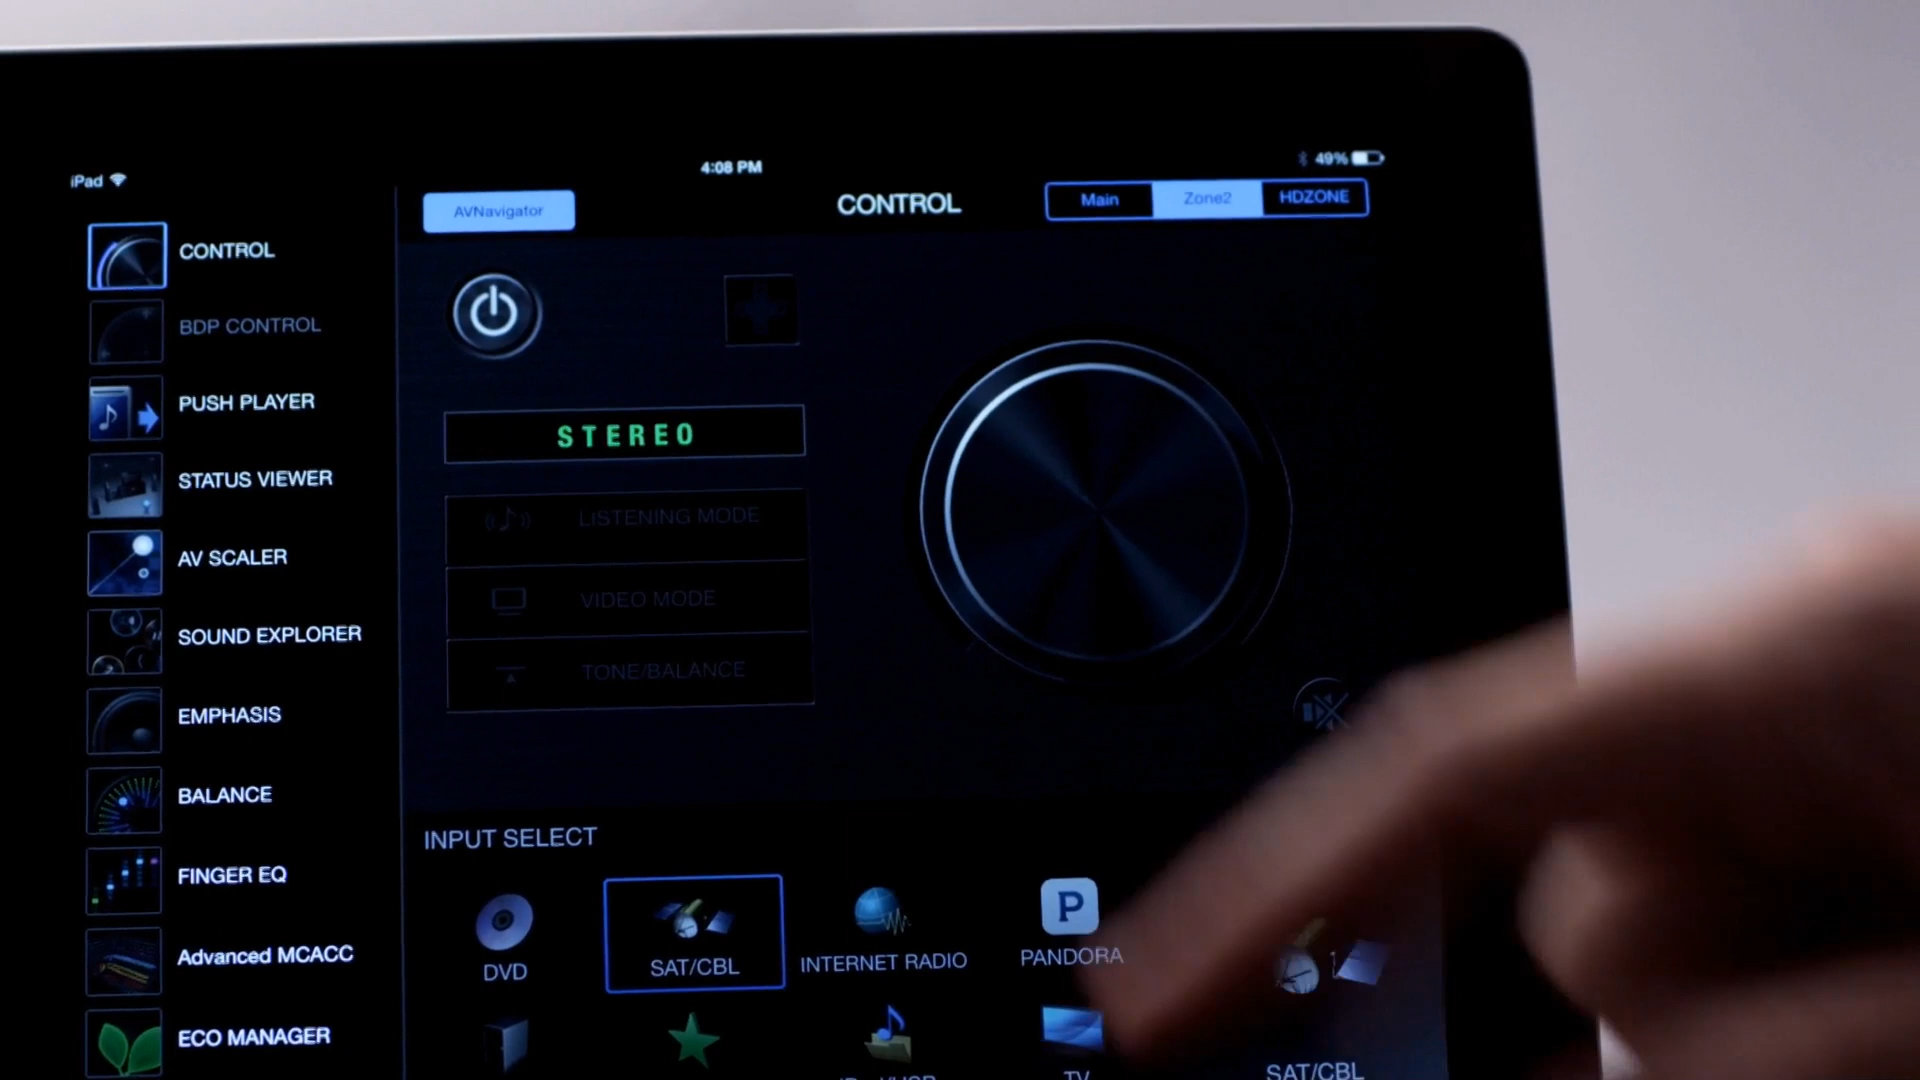 iPad
4:08 PM
49%
AVNavigator
CONTROL
Main
Zone2
HDZONE
CONTROL
BDP CONTROL
PUSH PLAYER
STATUS VIEWER
AV SCALER
SOUND EXPLORER
EMPHASIS
BALANCE
FINGER EQ
Advanced MCACC
ECO MANAGER
STEREO
LISTENING MODE
VIDEO MODE
TONE/BALANCE
INPUT SELECT
DVD
SAT/CBL
INTERNET RADIO
P
PANDORA
TV
SAT/CBL